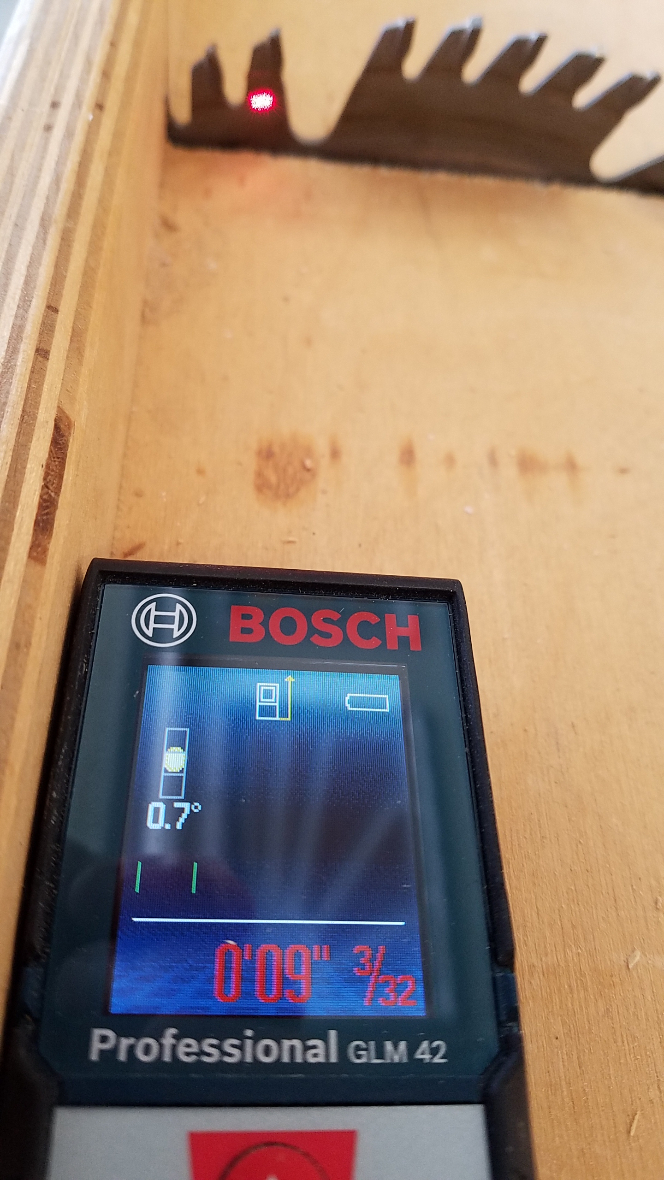 BOSCH
0.7°
0'09" 3/32
Professional GLM 42